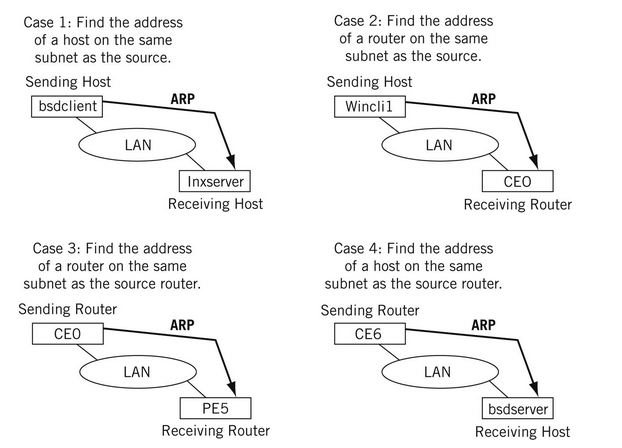 Case 1: Find the address
of a host on the same
subnet as the source.
Sending Host
bsdclient
ARP
LAN
lnxserver
Receiving Host
Case 2: Find the address
of a router on the same
subnet as the source.
Sending Host
Wincli1
ARP
LAN
CE0
Receiving Router
Case 3: Find the address
of a router on the same
subnet as the source router.
Sending Router
CE0
ARP
LAN
PE5
Receiving Router
Case 4: Find the address
of a host on the same
subnet as the source router.
Sending Router
CE6
ARP
LAN
bsdserver
Receiving Host